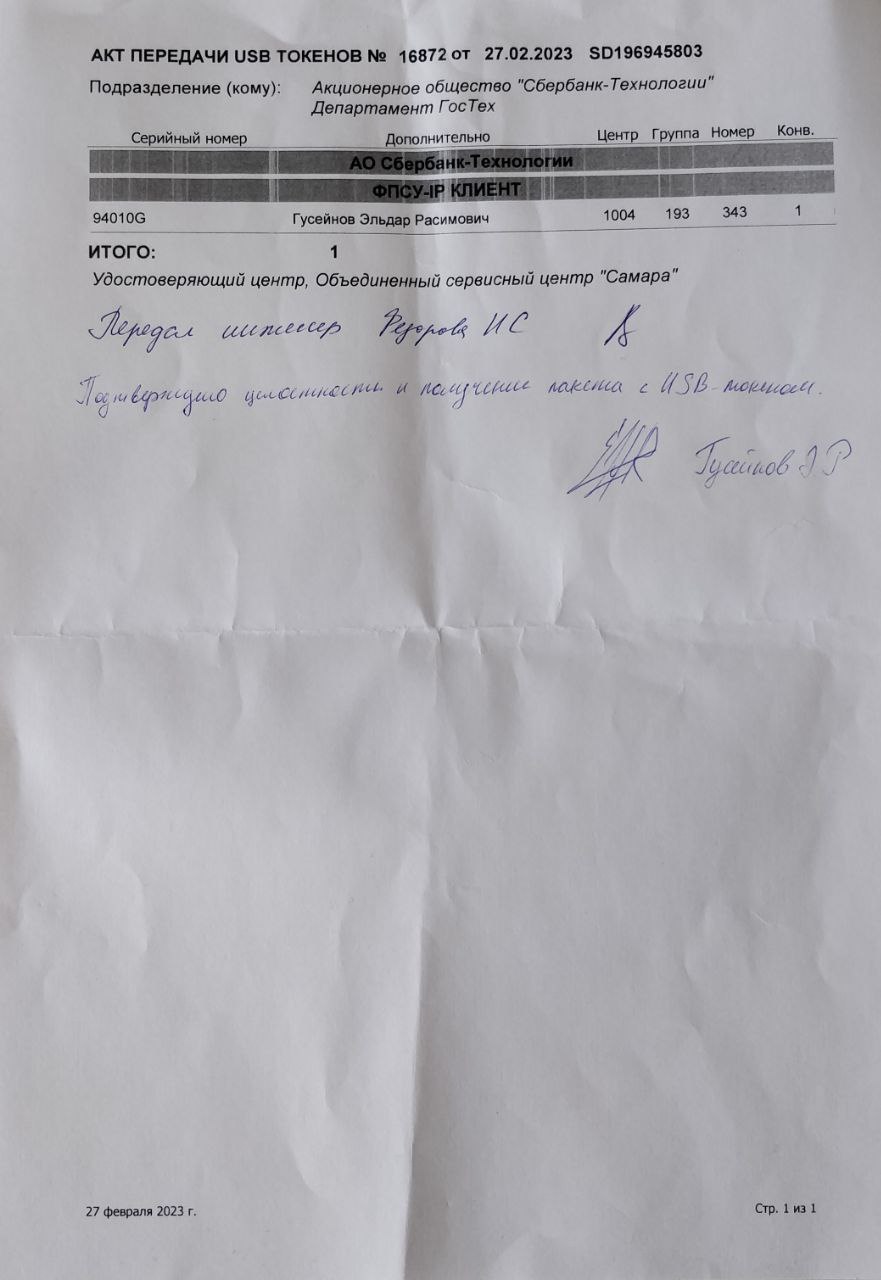 АКТ ПЕРЕДАЧИ USB ТОКЕНОВ № 16872 от 27.02.2023 SD196945803
Подразделение (кому): Акционерное общество "Сбербанк-Технологии"
Департамент ГосТех
Серийный номер Дополнительно Центр Группа Номер Конв.
АО Сбербанк-Технологии
ФПСУ-IP КЛИЕНТ
94010G Гусейнов Эльдар Расимович 1004 193 343 1
ИТОГО: 1
Удостоверяющий центр, Объединенный сервисный центр "Самара"
Передал инженер Федорова И С
Подтверждаю целостность и получение пакета с USB-токеном.
Гусейнов Э Р
27 февраля 2023 г. Стр. 1 из 1